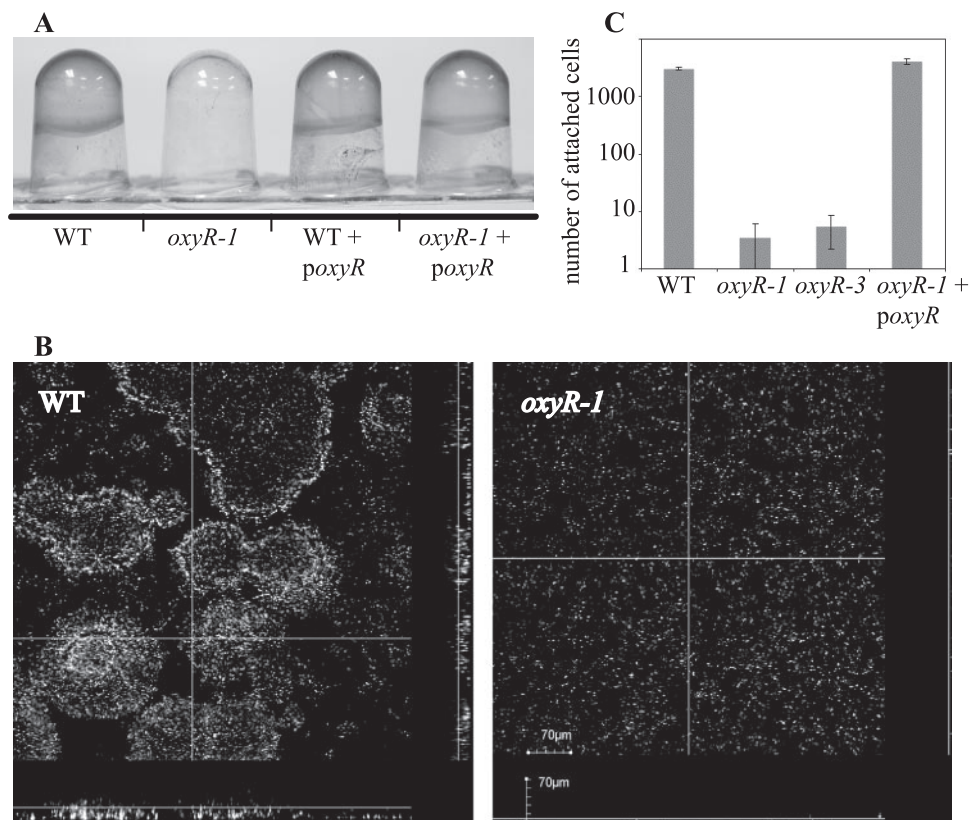 A
WT
oxyR-1
WT +
poxyR
oxyR-1 +
poxyR
C
number of attached cells
1000
100
10
1
WT
oxyR-1
oxyR-3
oxyR-1 +
poxyR
B
WT
oxyR-1
70µm
70µm